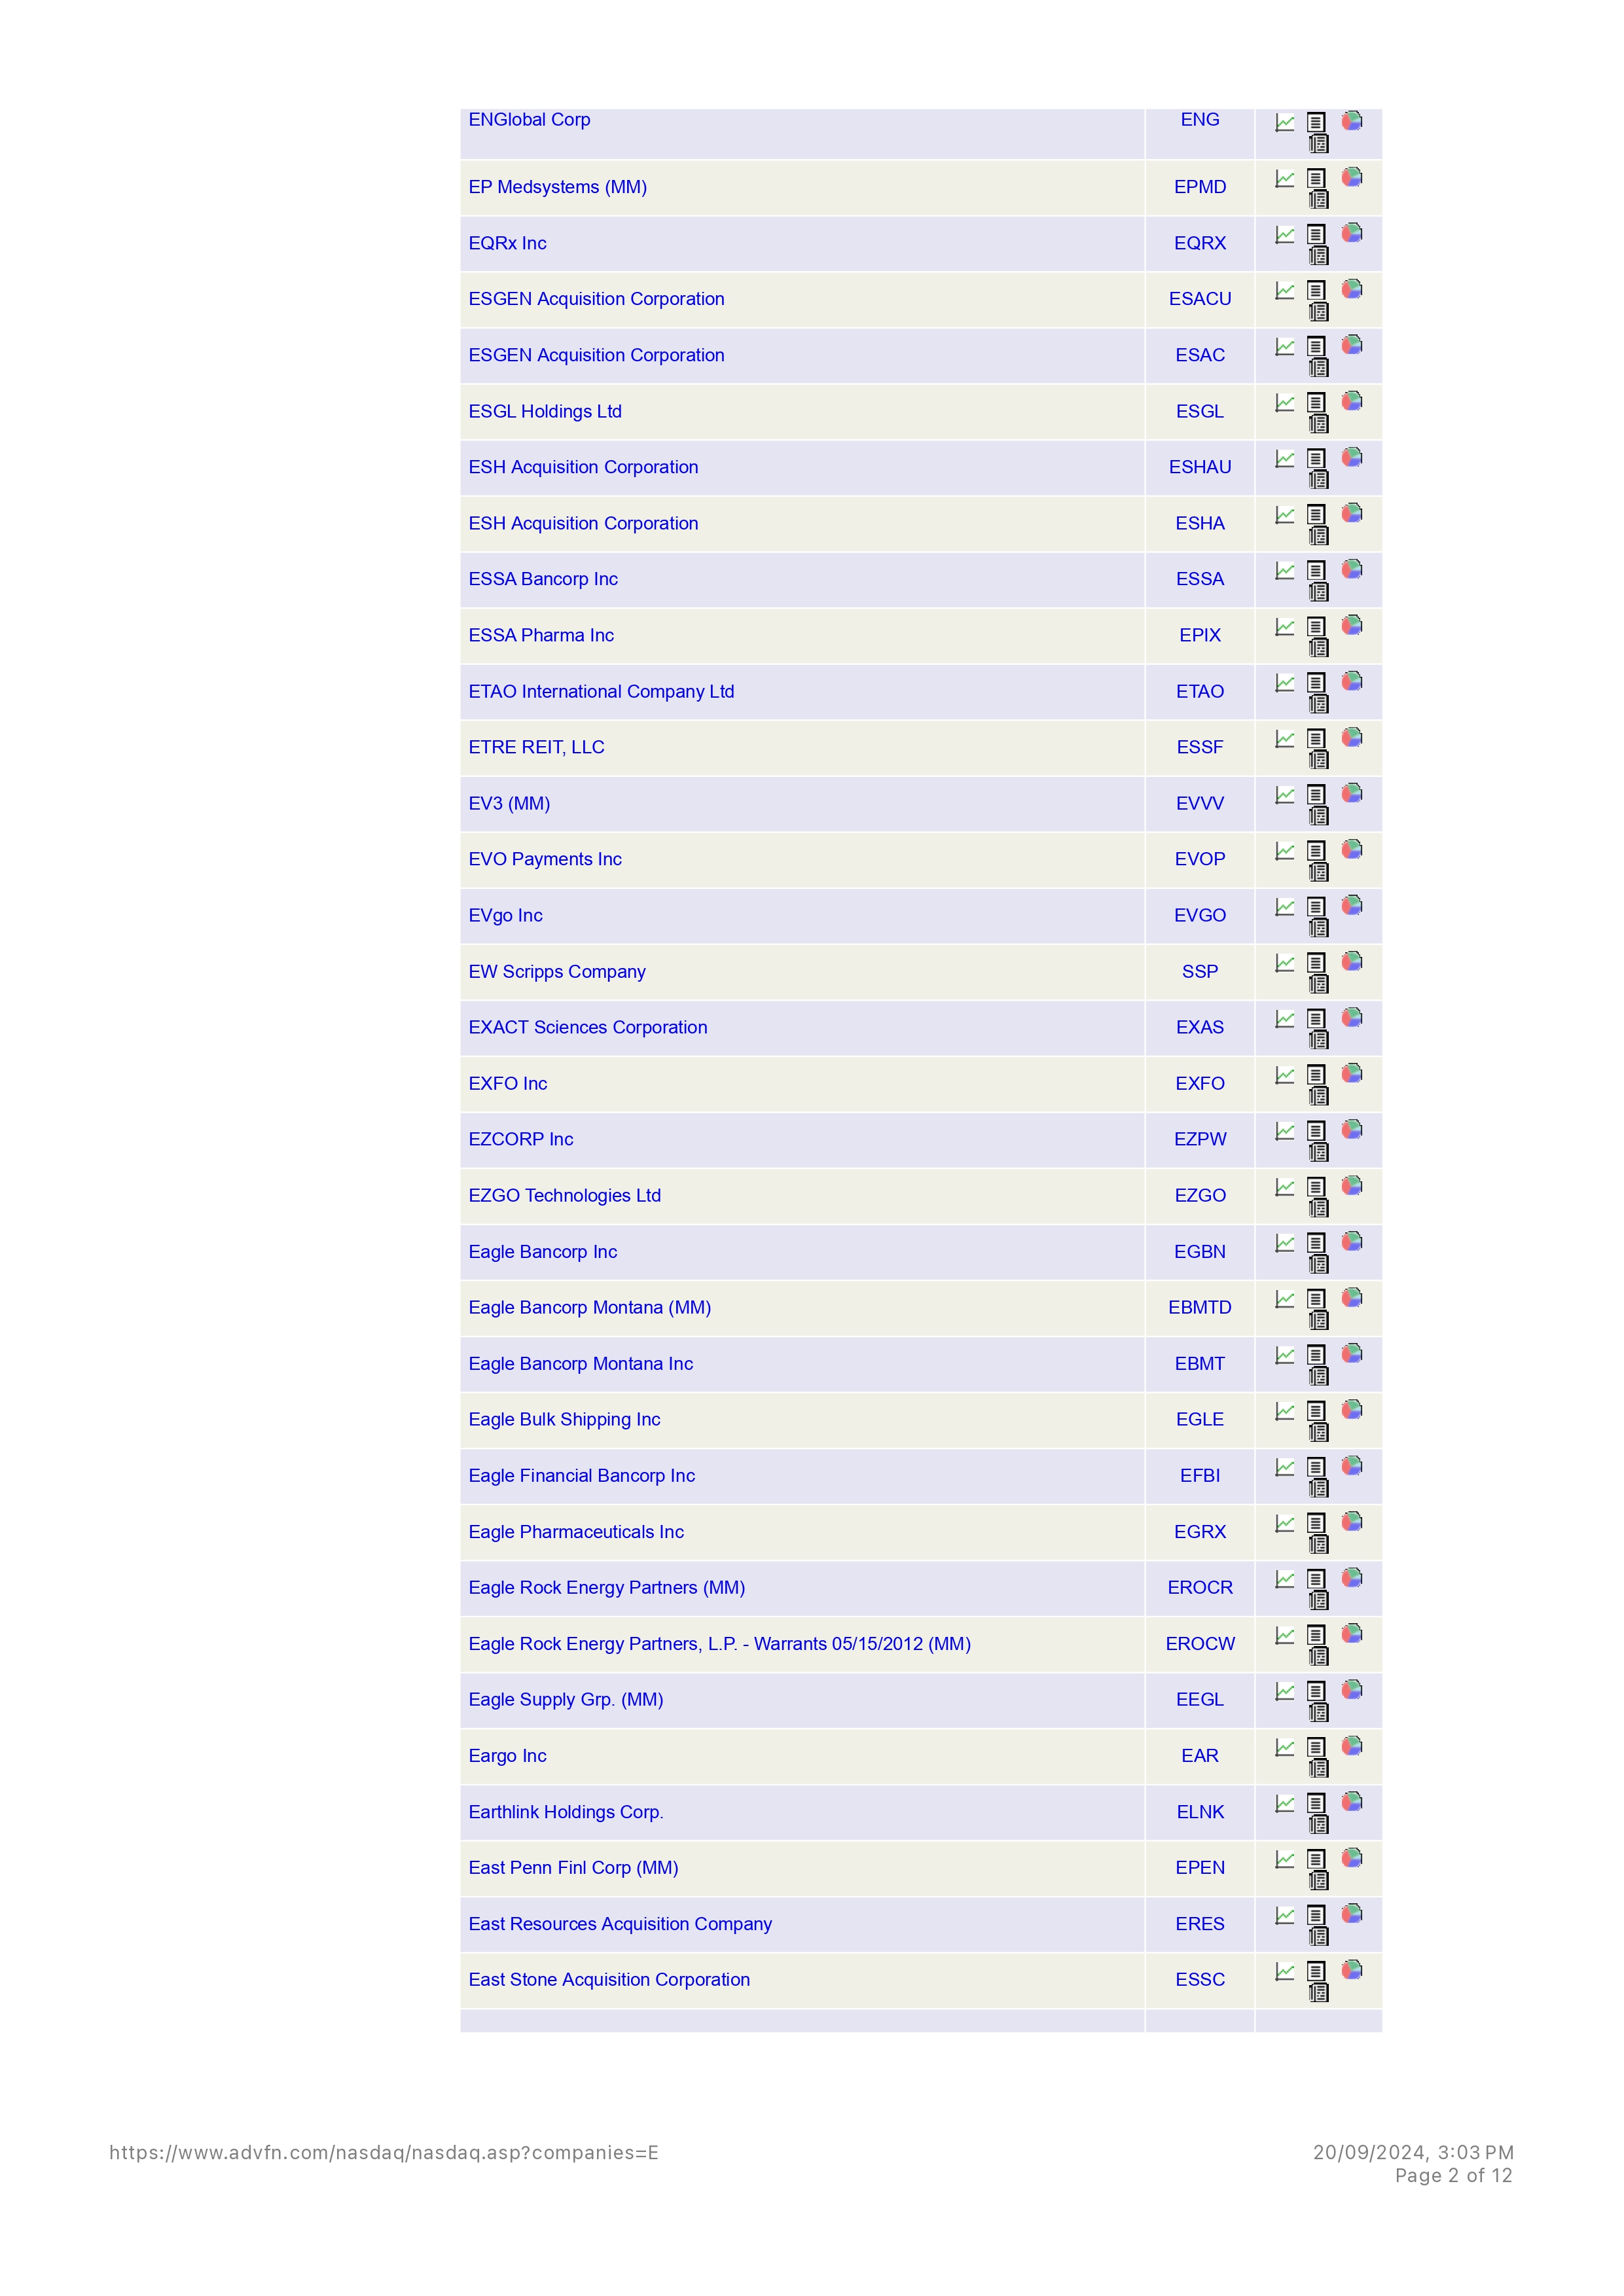 ENGlobal Corp ENG
EP Medsystems (MM) EPMD
EQRx Inc EQRX
ESGEN Acquisition Corporation ESACU
ESGEN Acquisition Corporation ESAC
ESGL Holdings Ltd ESGL
ESH Acquisition Corporation ESHAU
ESH Acquisition Corporation ESHA
ESSA Bancorp Inc ESSA
ESSA Pharma Inc EPIX
ETAO International Company Ltd ETAO
ETRE REIT, LLC ESSF
EV3 (MM) EVVV
EVO Payments Inc EVOP
EVgo Inc EVGO
EW Scripps Company SSP
EXACT Sciences Corporation EXAS
EXFO Inc EXFO
EZCORP Inc EZPW
EZGO Technologies Ltd EZGO
Eagle Bancorp Inc EGBN
Eagle Bancorp Montana (MM) EBMTD
Eagle Bancorp Montana Inc EBMT
Eagle Bulk Shipping Inc EGLE
Eagle Financial Bancorp Inc EFBI
Eagle Pharmaceuticals Inc EGRX
Eagle Rock Energy Partners (MM) EROCR
Eagle Rock Energy Partners, L.P. - Warrants 05/15/2012 (MM) EROCW
Eagle Supply Grp. (MM) EEGL
Eargo Inc EAR
Earthlink Holdings Corp. ELNK
East Penn Finl Corp (MM) EPEN
East Resources Acquisition Company ERES
East Stone Acquisition Corporation ESSC
https://www.advfn.com/nasdaq/nasdaq.asp?companies=E 20/09/2024, 3:03 PM
Page 2 of 12